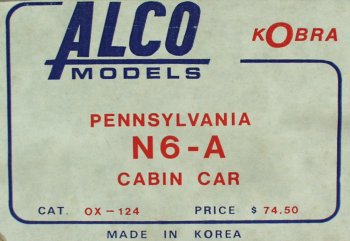 ALCO
MODELS
KOBRA
PENNSYLVANIA
N6-A
CABIN CAR
CAT. OX-124 PRICE $ 74.50
MADE IN KOREA